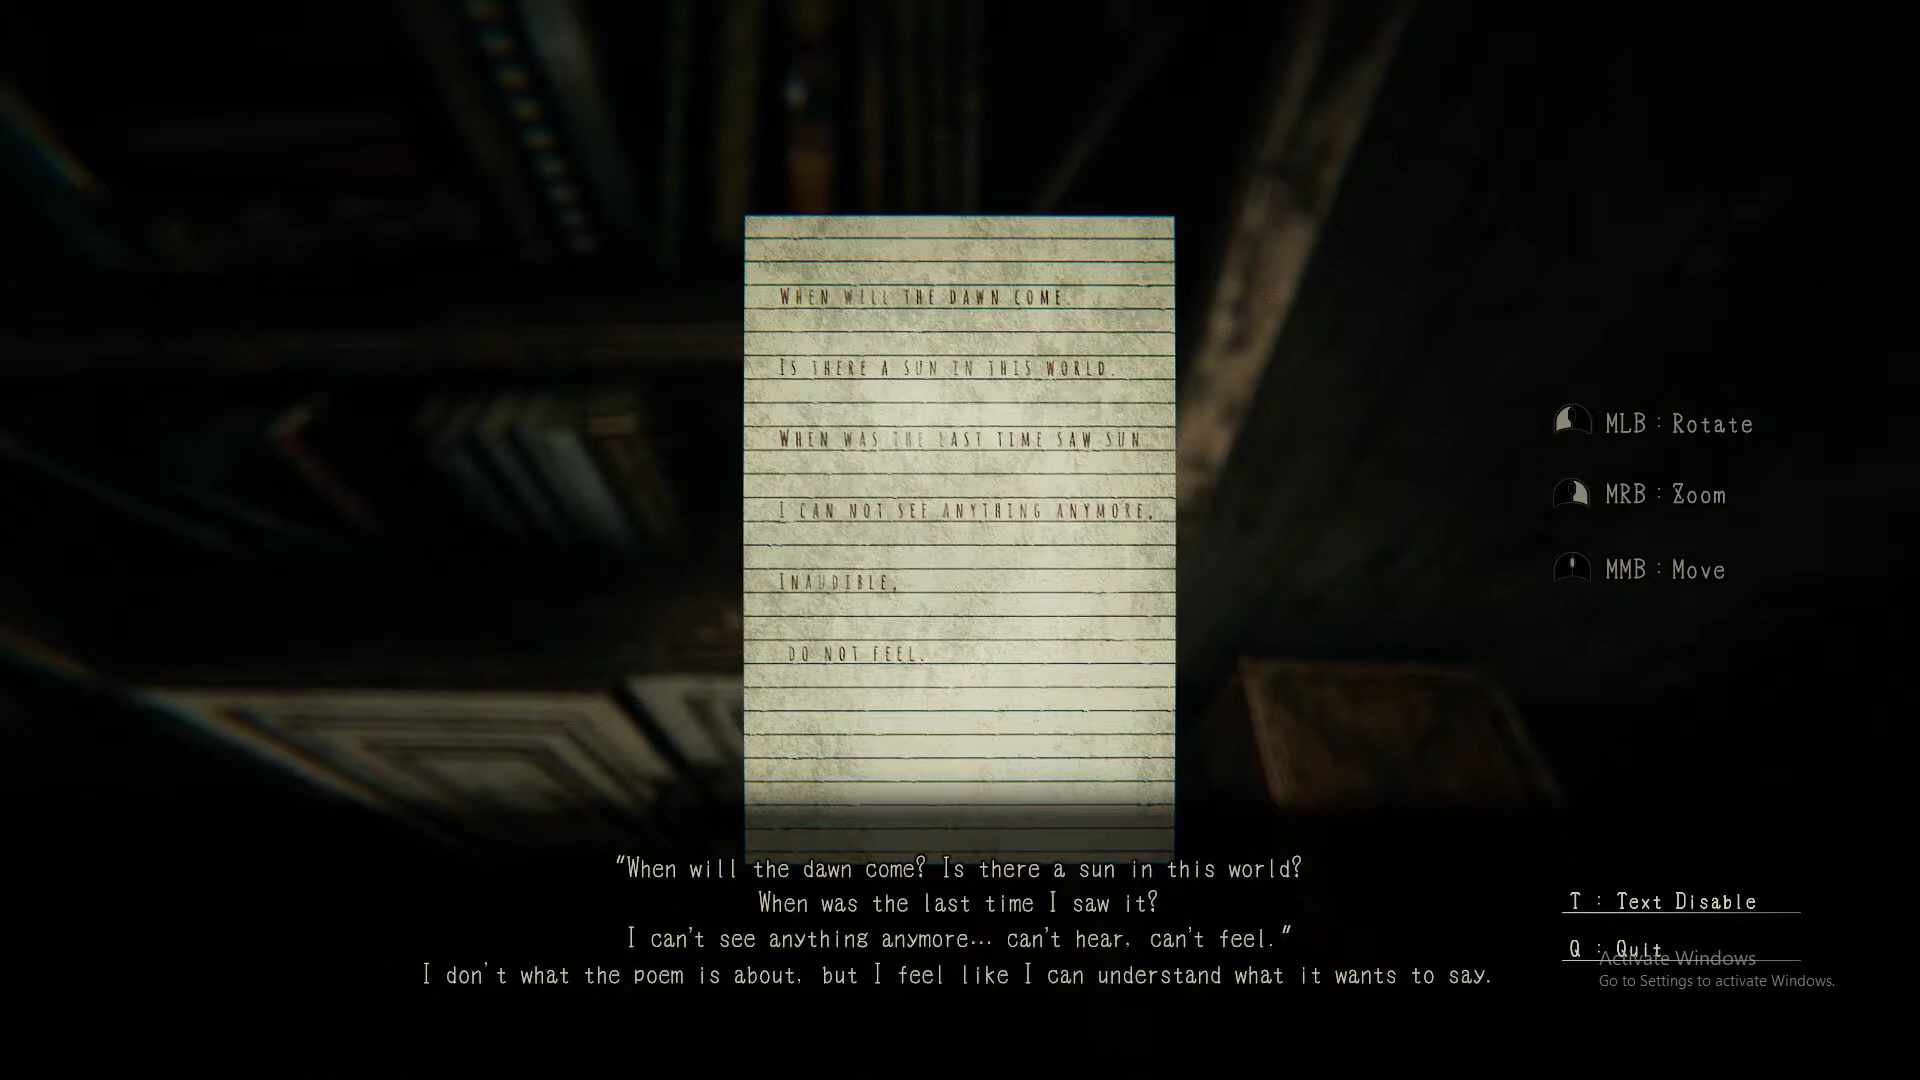 WHEN WILL THE DAWN COME.
IS THERE A SUN IN THIS WORLD.
WHEN WAS THE LAST TIME SAW SUN.
I CAN NOT SEE ANYTHING ANYMORE,
INAUDIBLE,
DO NOT FEEL.
MLB : Rotate
MRB : Zoom
MMB : Move
"When will the dawn come? Is there a sun in this world?
When was the last time I saw it?
I can't see anything anymore... can't hear, can't feel."
I don't what the poem is about, but I feel like I can understand what it wants to say.
T : Text Disable
Q : Quit
Activate Windows
Go to Settings to activate Windows.